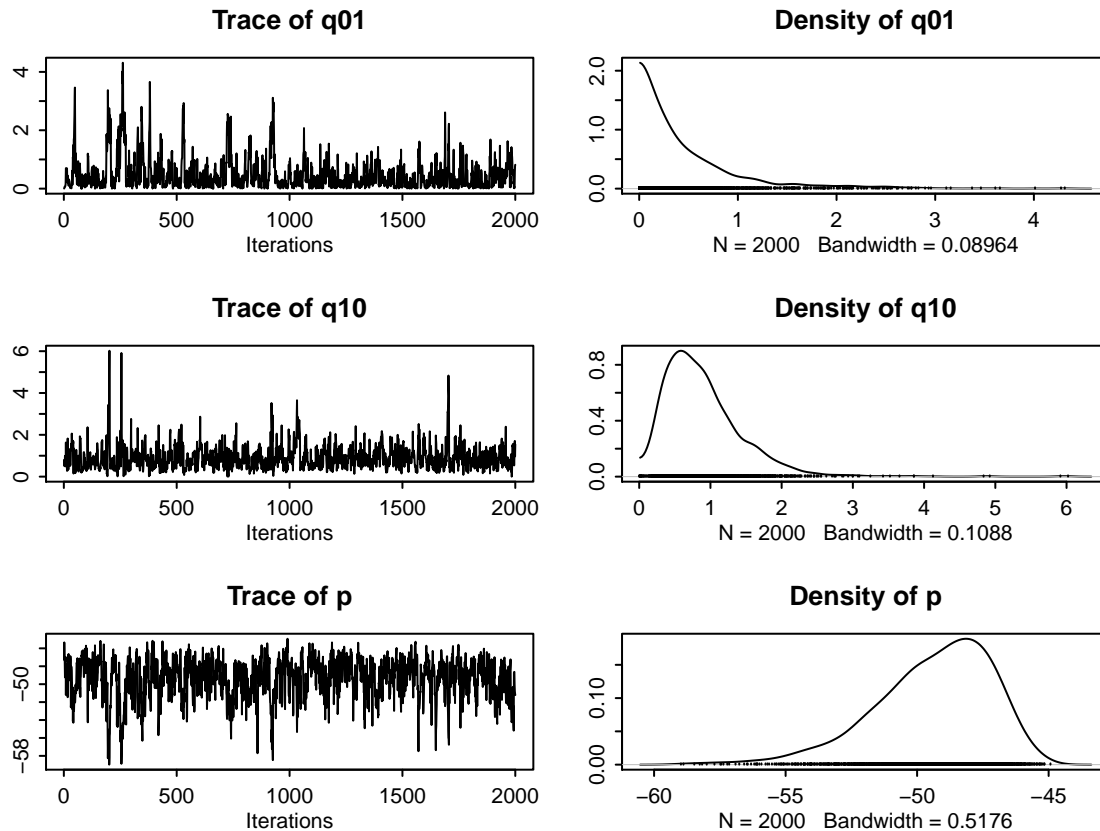 Trace of q01
0 2 4
0 500 1000 1500 2000
Iterations
Density of q01
0.0 1.0 2.0
0 1 2 3 4
N = 2000 Bandwidth = 0.08964
Trace of q10
0 2 4 6
0 500 1000 1500 2000
Iterations
Density of q10
0.0 0.4 0.8
0 1 2 3 4 5 6
N = 2000 Bandwidth = 0.1088
Trace of p
−58 −50
0 500 1000 1500 2000
Iterations
Density of p
0.00 0.10
−60 −55 −50 −45
N = 2000 Bandwidth = 0.5176